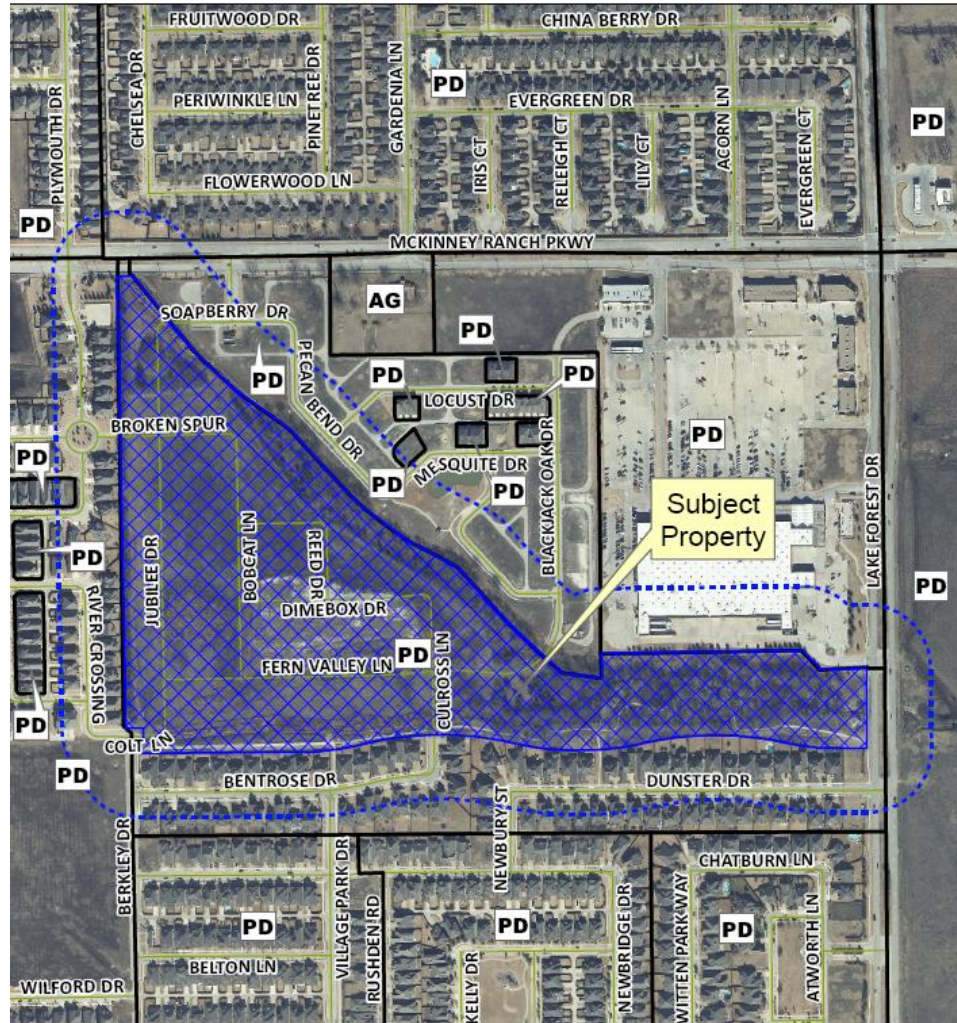 FRUITWOOD DR
CHINA BERRY DR
PLYMOUTH DR
CHELSEA DR
PERIWINKLE LN
PINETREE DR
GARDENIA LN
PD
EVERGREEN DR
IRIS CT
RELEIGH CT
LILY CT
ACORN LN
EVERGREEN CT
PD
FLOWERWOOD LN
PD
MCKINNEY RANCH PKWY
AG
SOAPBERRY DR
PD
PECAN BEND DR
PD
PD
PD
LOCUST DR
BROKEN SPUR
MESQUITE DR
PD
PD
BLACKJACK OAK DR
PD
PD
Subject
Property
LAKE FOREST DR
PD
PD
JUBILEE DR
BOBCAT LN
REED DR
DIMEBOX DR
RIVER CROSSING
FERN VALLEY LN
PD
CULROSS LN
PD
COLT LN
PD
BENTROSE DR
DUNSTER DR
NEWBURY ST
BERKLEY DR
VILLAGE PARK DR
RUSHDEN RD
CHATBURN LN
PD
PD
NEWBRIDGE DR
WITTEN PARK WAY
PD
ATWORTH LN
BELTON LN
KELLY DR
WILFORD DR